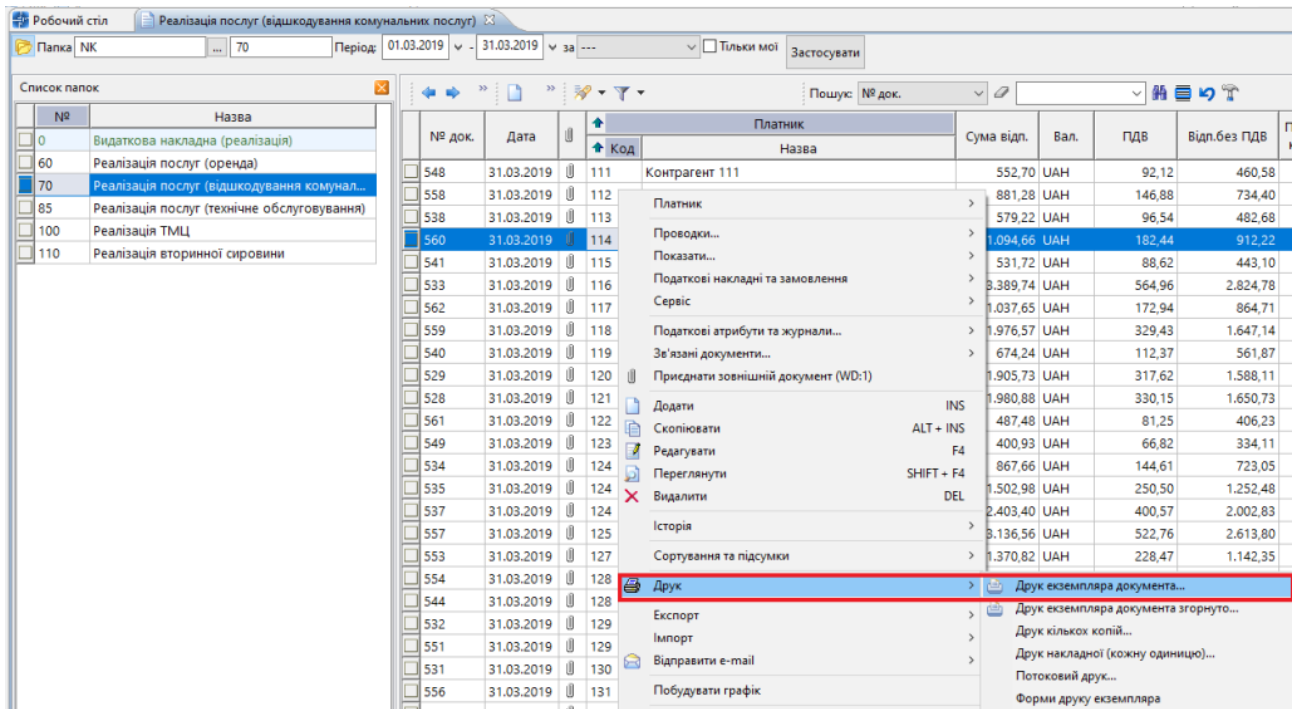 Робочий стіл Реалізація послуг (відшкодування комунальних послуг)
Папка NK ... 70 Період: 01.03.2019 - 31.03.2019 за --- Тільки мої Застосувати
Список папок
№ Назва
0 Видаткова накладна (реалізація)
60 Реалізація послуг (оренда)
70 Реалізація послуг (відшкодування комунал...
85 Реалізація послуг (технічне обслуговування)
100 Реалізація ТМЦ
110 Реалізація вторинної сировини
Пошук: № док.
№ док. Дата Платник Сума відп. Вал. ПДВ Відп.без ПДВ
Код Назва
548 31.03.2019 111 Контрагент 111 552,70 UAH 92,12 460,58
558 31.03.2019 112 881,28 UAH 146,88 734,40
538 31.03.2019 113 579,22 UAH 96,54 482,68
560 31.03.2019 114 1.094,66 UAH 182,44 912,22
541 31.03.2019 115 531,72 UAH 88,62 443,10
533 31.03.2019 116 3.389,74 UAH 564,96 2.824,78
562 31.03.2019 117 1.037,65 UAH 172,94 864,71
559 31.03.2019 118 1.976,57 UAH 329,43 1.647,14
540 31.03.2019 119 674,24 UAH 112,37 561,87
529 31.03.2019 120 1.905,73 UAH 317,62 1.588,11
528 31.03.2019 121 1.980,88 UAH 330,15 1.650,73
561 31.03.2019 122 487,48 UAH 81,25 406,23
549 31.03.2019 123 400,93 UAH 66,82 334,11
534 31.03.2019 124 867,66 UAH 144,61 723,05
535 31.03.2019 124 1.502,98 UAH 250,50 1.252,48
537 31.03.2019 124 2.403,40 UAH 400,57 2.002,83
557 31.03.2019 125 3.136,56 UAH 522,76 2.613,80
553 31.03.2019 127 1.370,82 UAH 228,47 1.142,35
554 31.03.2019 128
544 31.03.2019 128
532 31.03.2019 129
551 31.03.2019 129
531 31.03.2019 130
556 31.03.2019 131
Платник
Проводки...
Показати...
Податкові накладні та замовлення
Сервіс
Податкові атрибути та журнали...
Зв'язані документи...
Приєднати зовнішній документ (WD:1)
Додати INS
Скопіювати ALT + INS
Редагувати F4
Переглянути SHIFT + F4
Видалити DEL
Історія
Сортування та підсумки
Друк
Експорт
Імпорт
Відправити e-mail
Побудувати графік
Друк екземпляра документа...
Друк екземпляра документа згорнуто...
Друк кількох копій...
Друк накладної (кожну одиницю)...
Потоковий друк...
Форми друку екземпляра